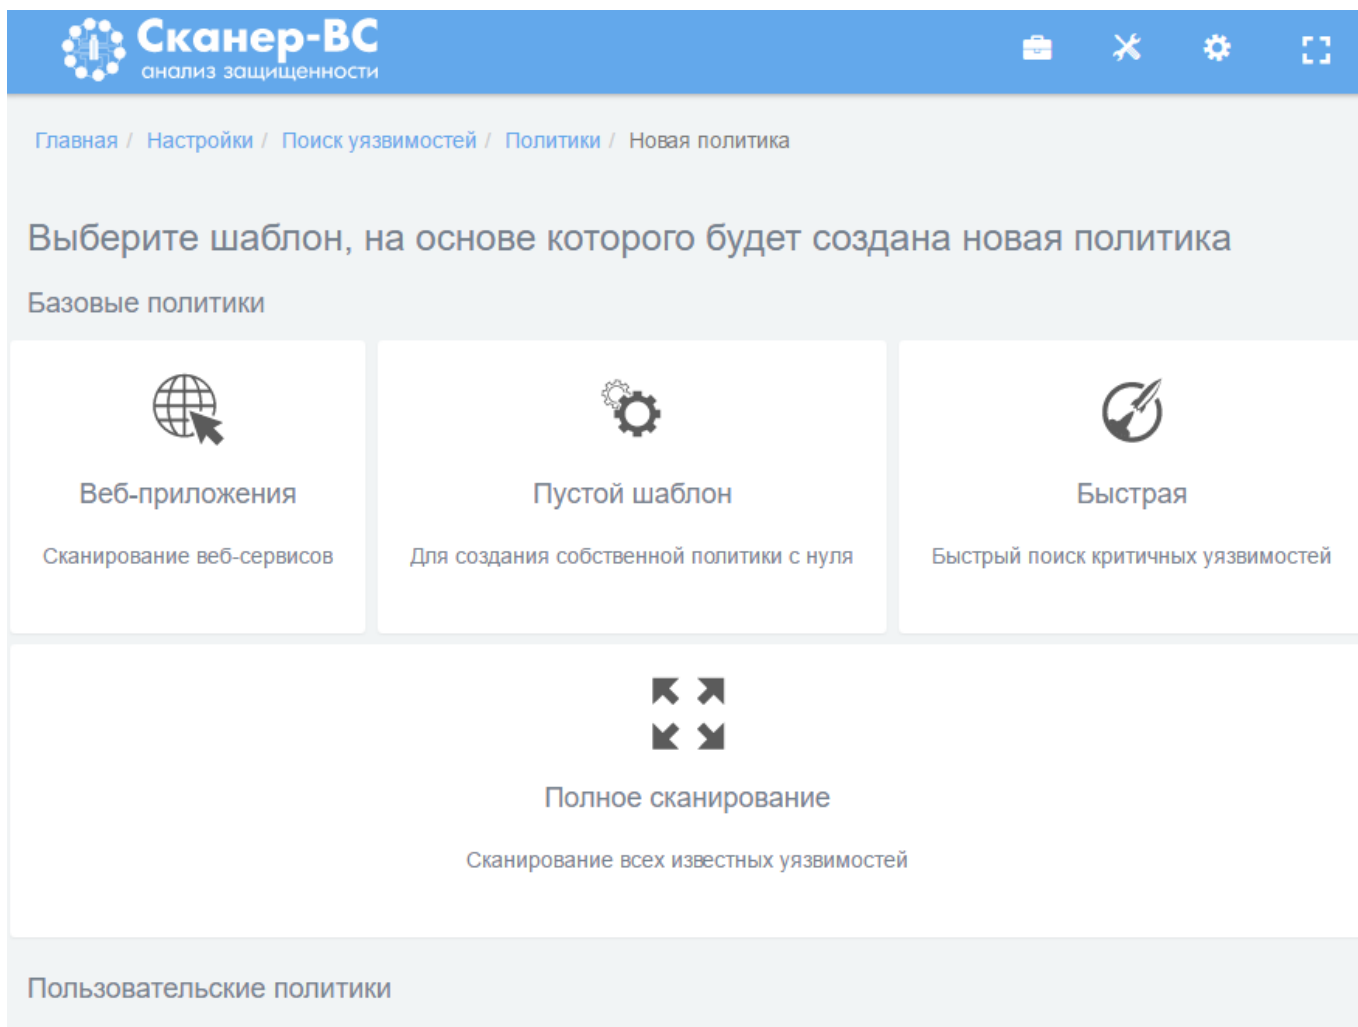 Сканер-ВС
анализ защищенности
Главная / Настройки / Поиск уязвимостей / Политики / Новая политика
Выберите шаблон, на основе которого будет создана новая политика
Базовые политики
Веб-приложения
Сканирование веб-сервисов
Пустой шаблон
Для создания собственной политики с нуля
Быстрая
Быстрый поиск критичных уязвимостей
Полное сканирование
Сканирование всех известных уязвимостей
Пользовательские политики